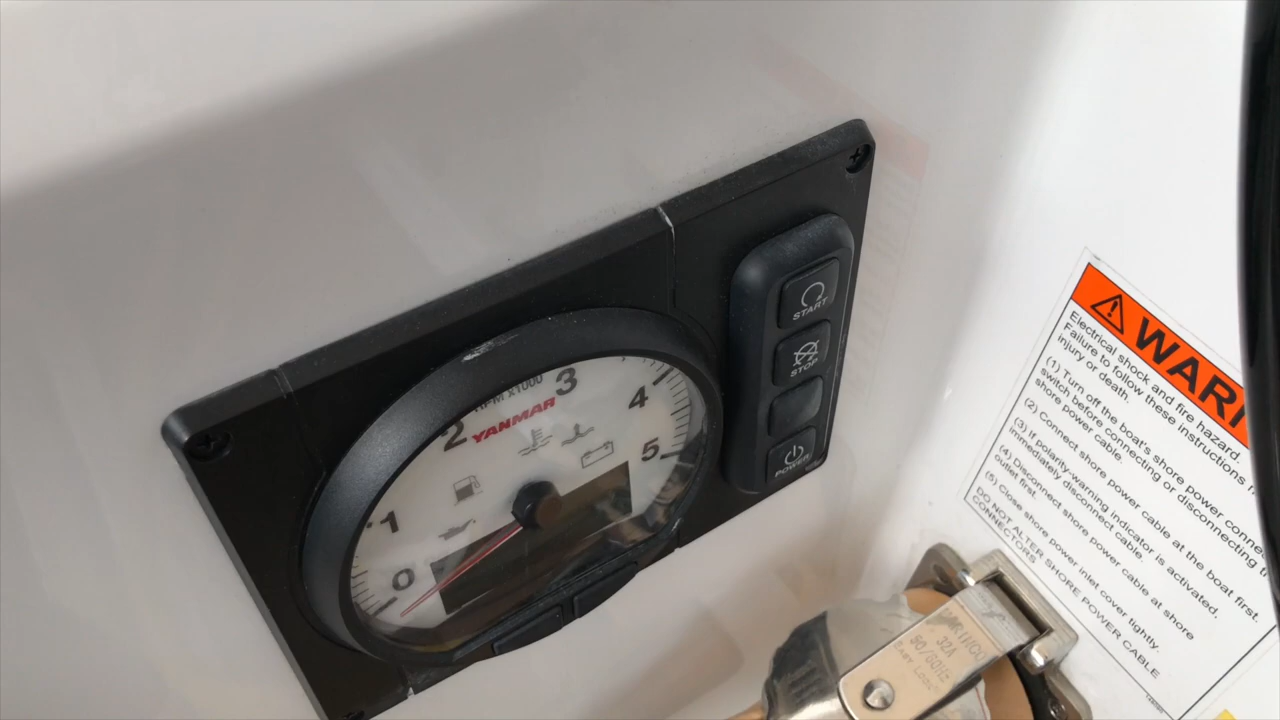 RPM X1000
YANMAR
0
1
2
3
4
5
START
STOP
POWER
Electrical shock and fire hazard.
Failure to follow these instructions
injury or death.
(1) Turn off the boat's shore power
switch before connecting or disconnecting
shore power cable.
(2) Connect shore power cable at the boat first.
(3) If polarity-warning indicator is activated,
immediately disconnect cable.
(4) Disconnect shore power cable at shore
outlet first.
(5) Close shore power inlet cover tightly.
DO NOT ALTER SHORE POWER CABLE
CONNECTORS
32A
50/60Hz